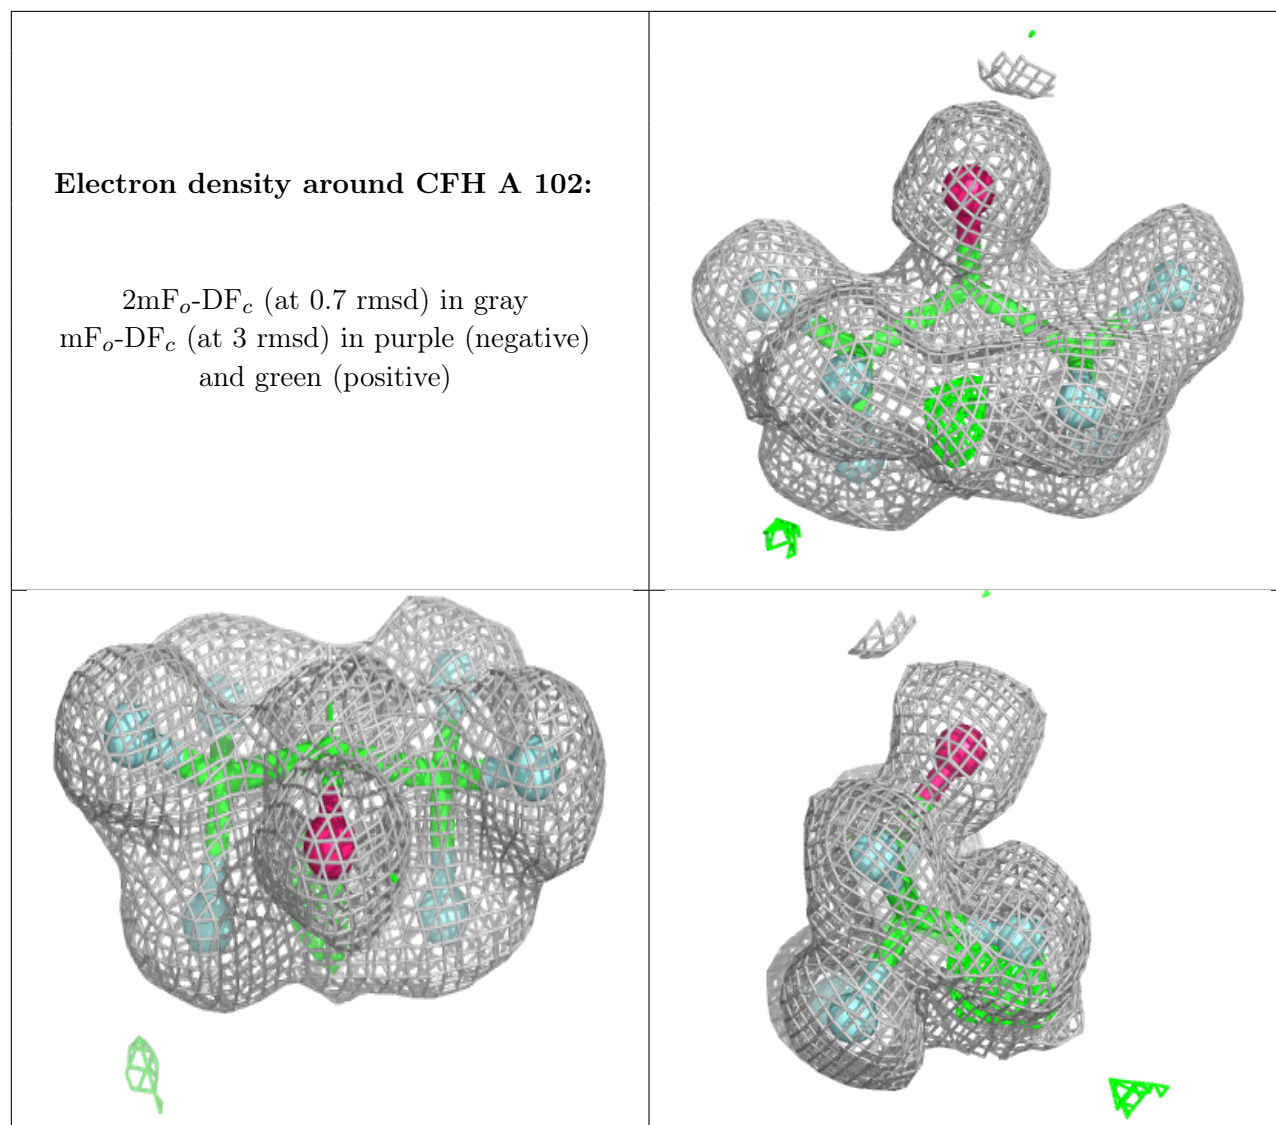 Electron density around CFH A 102:
2mFo-DFc (at 0.7 rmsd) in gray
mFo-DFc (at 3 rmsd) in purple (negative)
and green (positive)